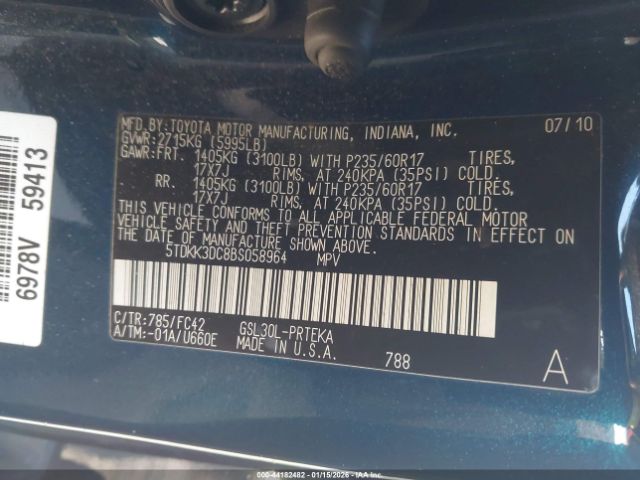 MFD.BY:TOYOTA MOTOR MANUFACTURING, INDIANA, INC. 07/10
GVWR:2715KG (5995LB)
GAWR:FRT. 1405KG (3100LB) WITH P235/60R17 TIRES,
17X7J RIMS, AT 240KPA (35PSI) COLD.
RR. 1405KG (3100LB) WITH P235/60R17 TIRES,
17X7J RIMS, AT 240KPA (35PSI) COLD.
THIS VEHICLE CONFORMS TO ALL APPLICABLE FEDERAL MOTOR
VEHICLE SAFETY AND THEFT PREVENTION STANDARDS IN EFFECT ON
THE DATE OF MANUFACTURE SHOWN ABOVE.
5TDKK3DC8BS058964 MPV
C/TR:785/FC42 GSL30L-PRTEKA
A/TM:-01A/U660E MADE IN U.S.A. 788 A
6978V 59413
© - 44182482 - 01/15/2026 - IAA Holdings, LLC